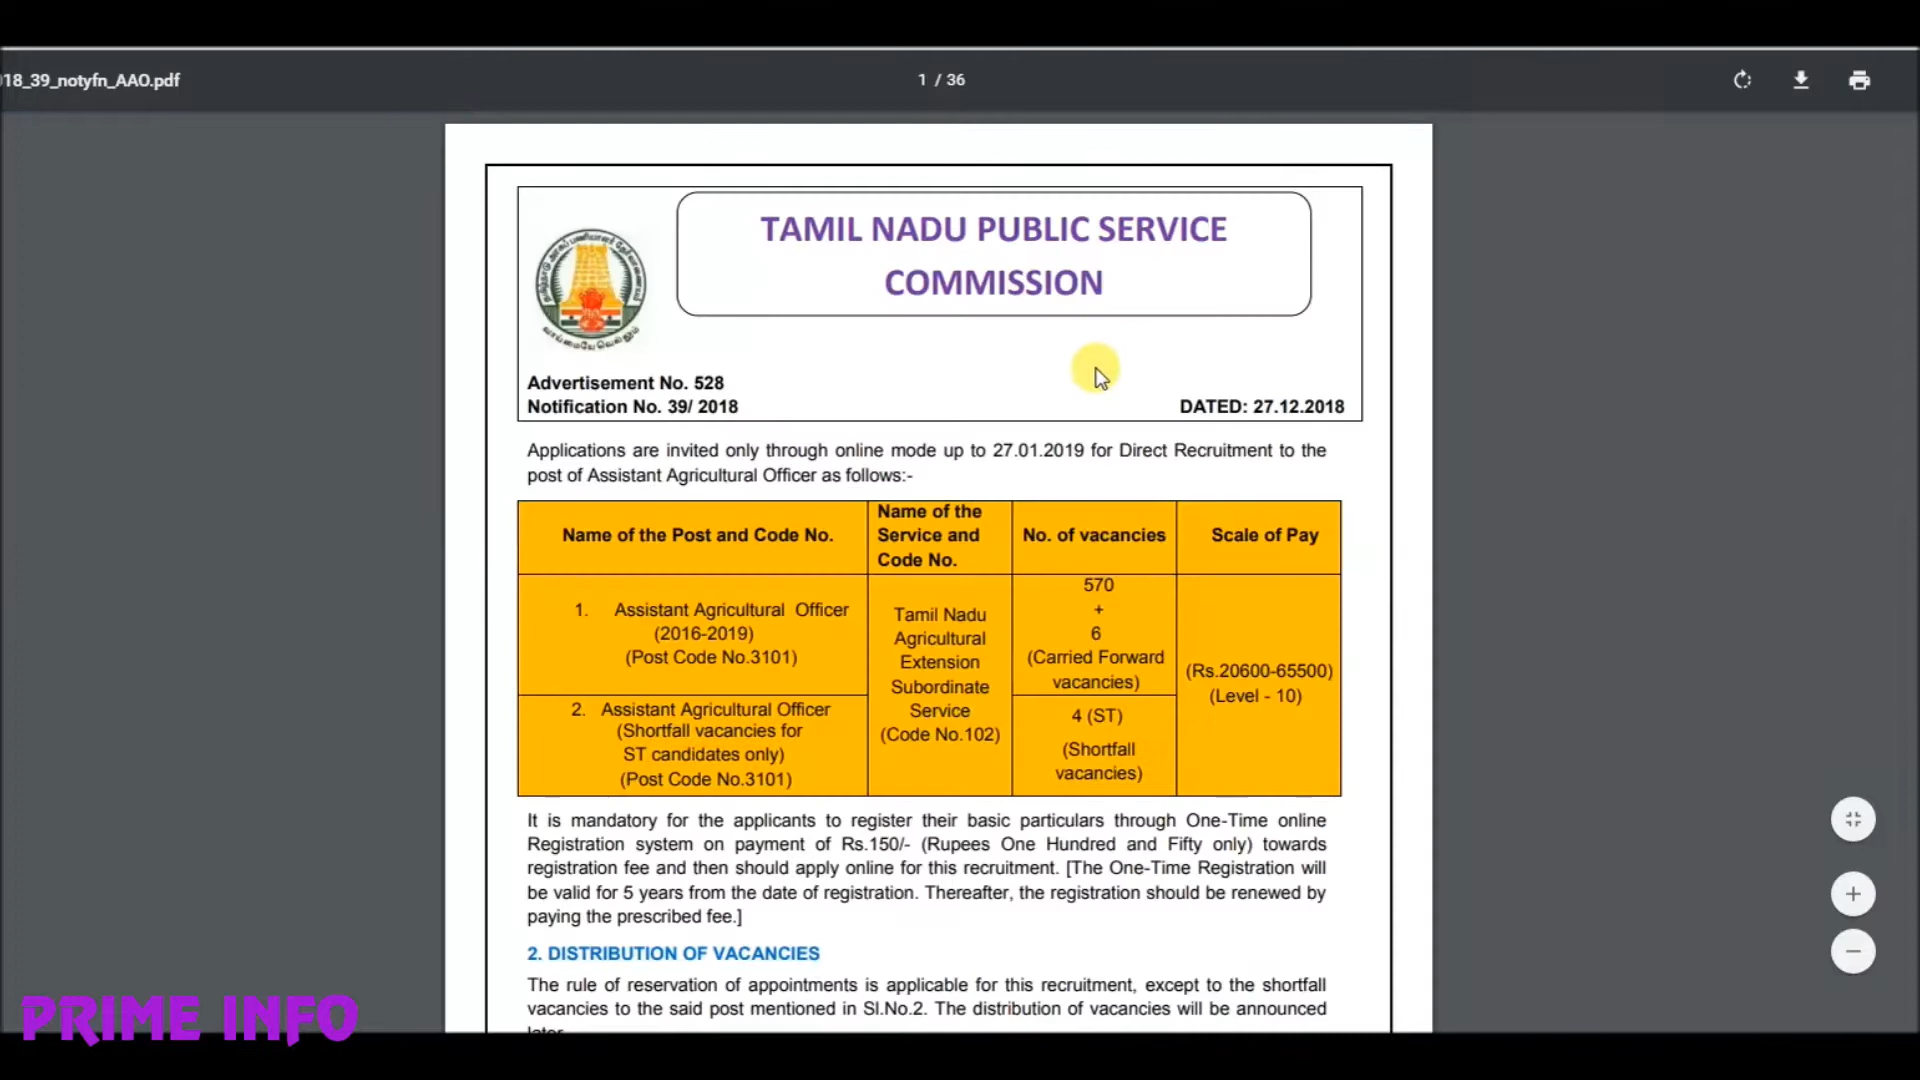 018_39_notyfn_AAO.pdf
1 / 36
TAMIL NADU PUBLIC SERVICE
COMMISSION
வாய்மையே வெல்லும்
Advertisement No. 528
Notification No. 39/ 2018
DATED: 27.12.2018
Applications are invited only through online mode up to 27.01.2019 for Direct Recruitment to the
post of Assistant Agricultural Officer as follows:-
Name of the Post and Code No.
Name of the
Service and
Code No.
No. of vacancies
Scale of Pay
1. Assistant Agricultural Officer
(2016-2019)
(Post Code No.3101)
Tamil Nadu
Agricultural
Extension
Subordinate
Service
(Code No.102)
570
+
6
(Carried Forward
vacancies)
(Rs.20600-65500)
(Level - 10)
2. Assistant Agricultural Officer
(Shortfall vacancies for
ST candidates only)
(Post Code No.3101)
4 (ST)
(Shortfall
vacancies)
It is mandatory for the applicants to register their basic particulars through One-Time online
Registration system on payment of Rs.150/- (Rupees One Hundred and Fifty only) towards
registration fee and then should apply online for this recruitment. [The One-Time Registration will
be valid for 5 years from the date of registration. Thereafter, the registration should be renewed by
paying the prescribed fee.]
2. DISTRIBUTION OF VACANCIES
The rule of reservation of appointments is applicable for this recruitment, except to the shortfall
vacancies to the said post mentioned in Sl.No.2. The distribution of vacancies will be announced
later
PRIME INFO